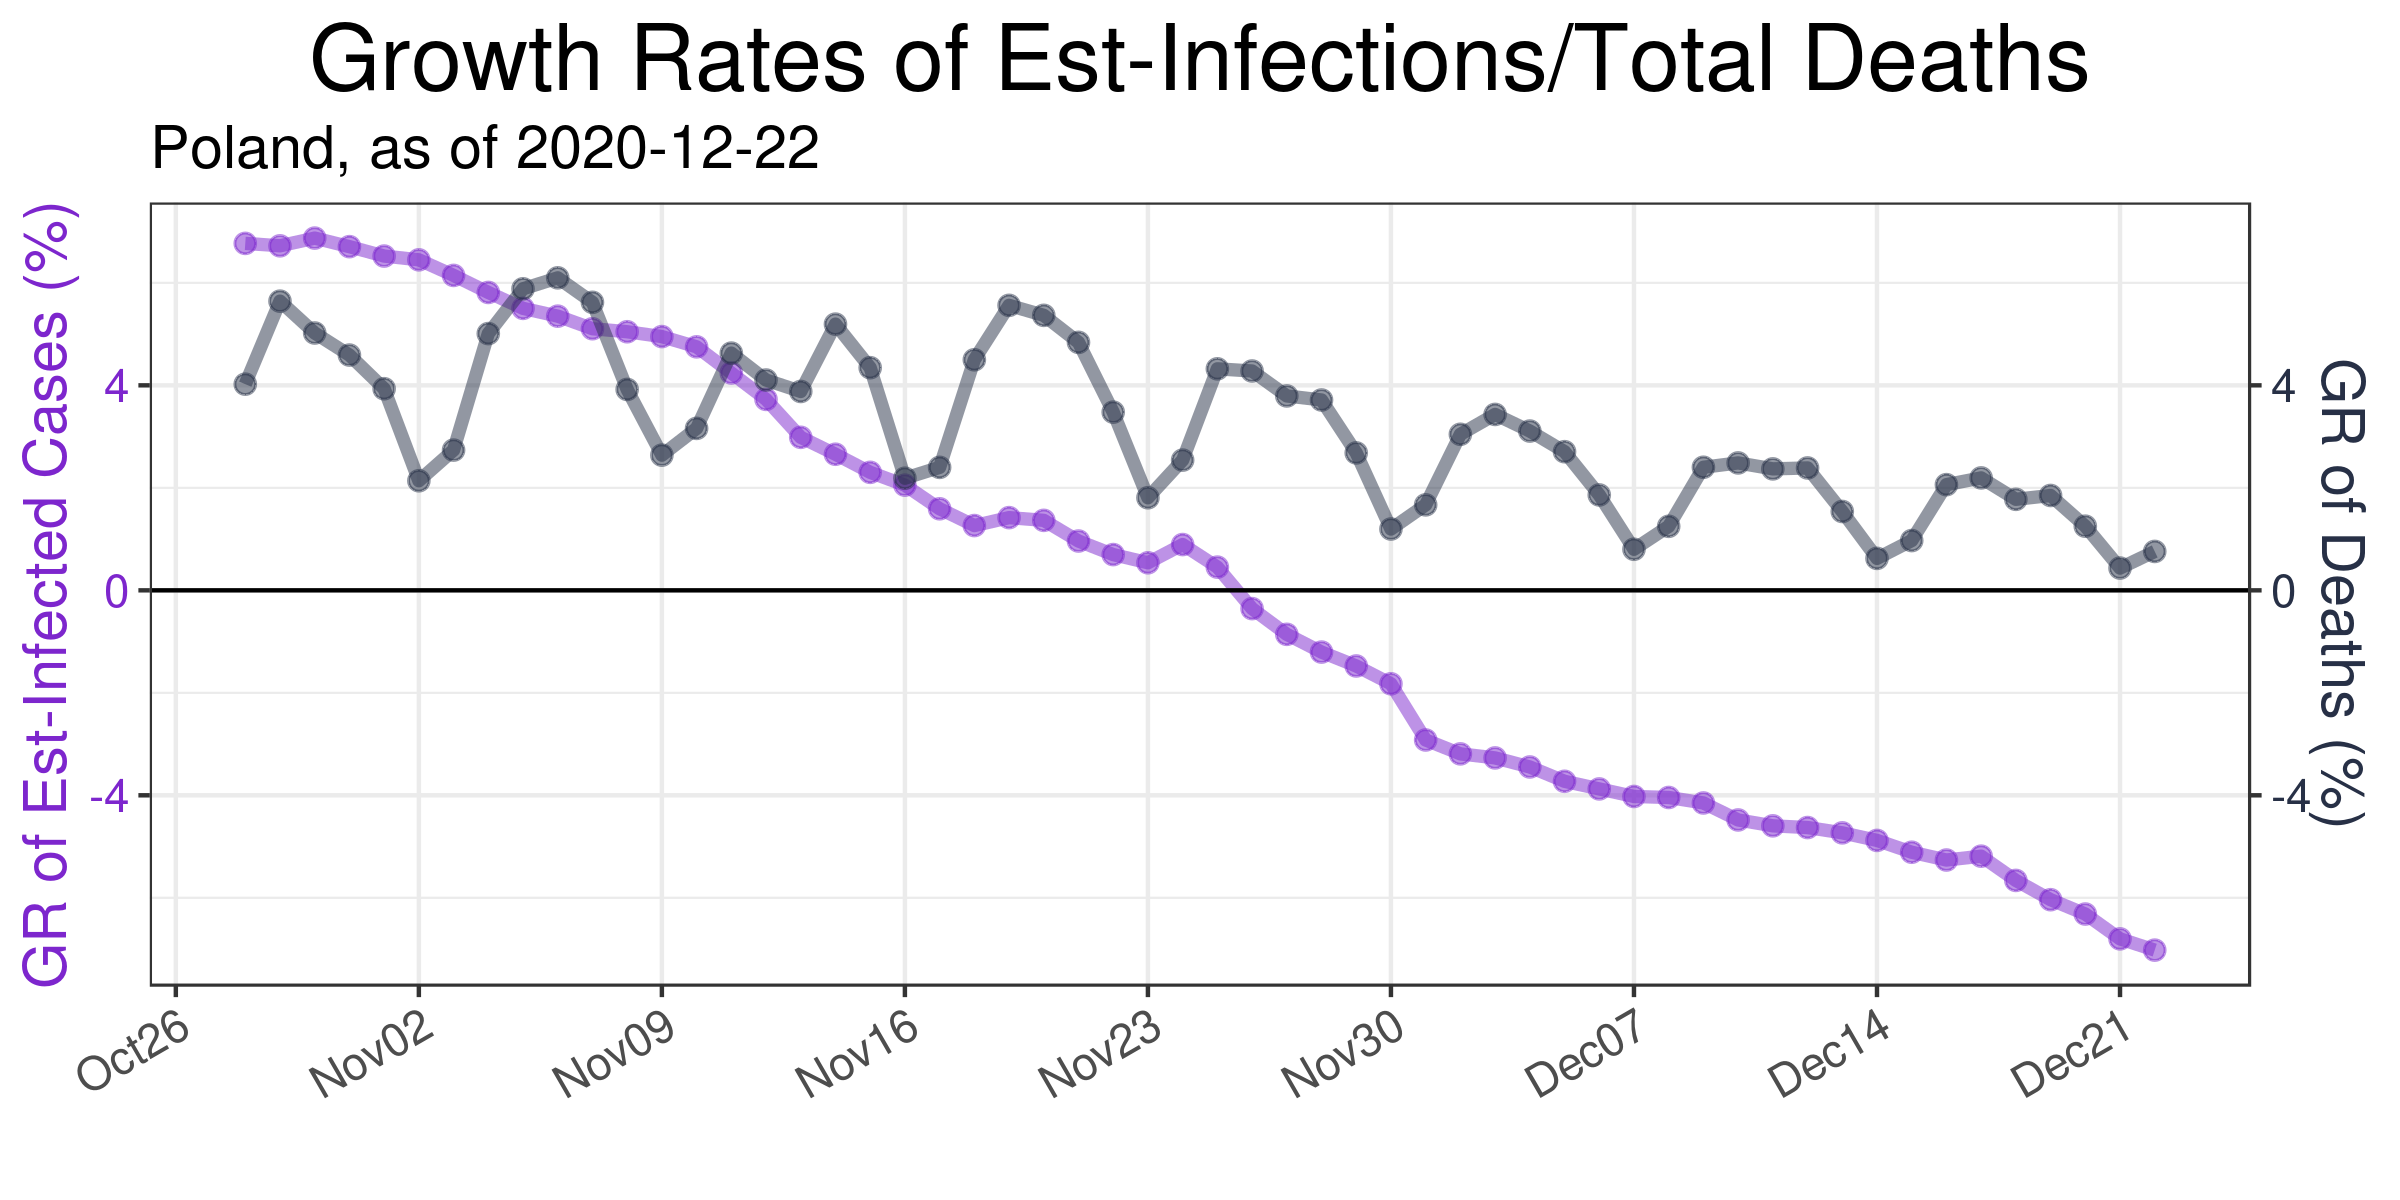 Growth Rates of Est-Infections/Total Deaths
Poland, as of 2020-12-22
GR of Est-Infected Cases (%)
4
0
-4
4
0
-4
GR of Deaths (%)
Oct26
Nov02
Nov09
Nov16
Nov23
Nov30
Dec07
Dec14
Dec21